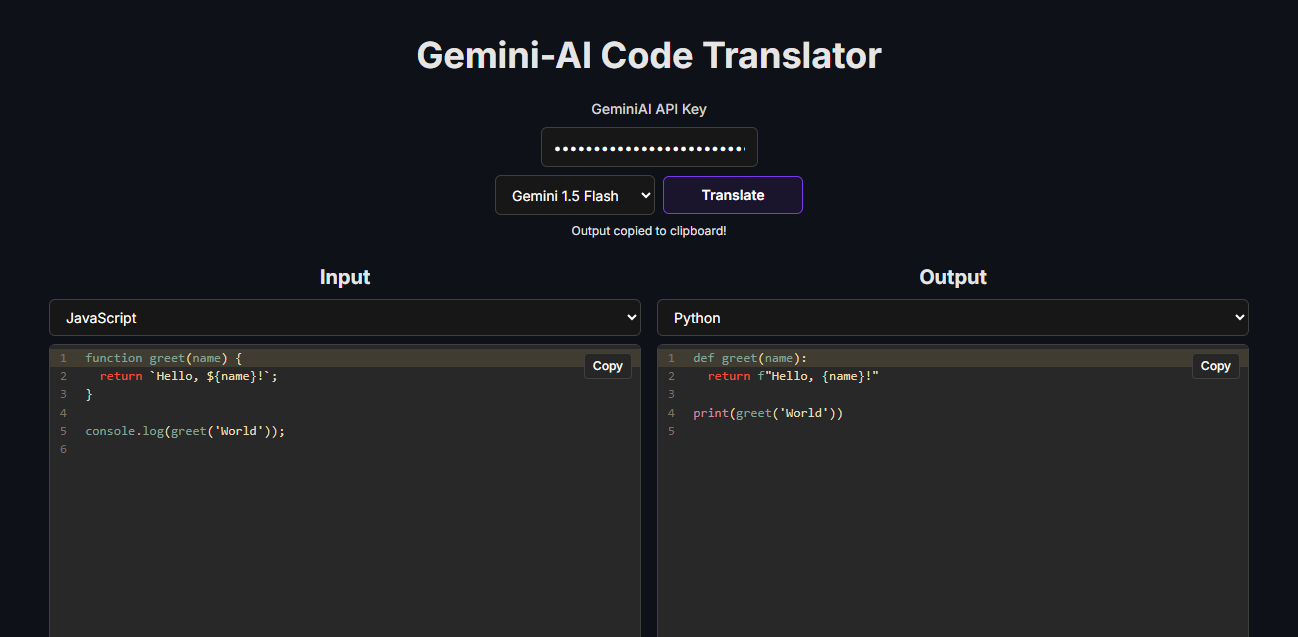 Gemini-AI Code Translator
GeminiAI API Key
••••••••••••••••••••••••
Gemini 1.5 Flash
Translate
Output copied to clipboard!
Input
JavaScript
Copy
1 function greet(name) {
2   return `Hello, ${name}!`;
3 }
4
5 console.log(greet('World'));
6
Output
Python
Copy
1 def greet(name):
2   return f"Hello, {name}!"
3
4 print(greet('World'))
5